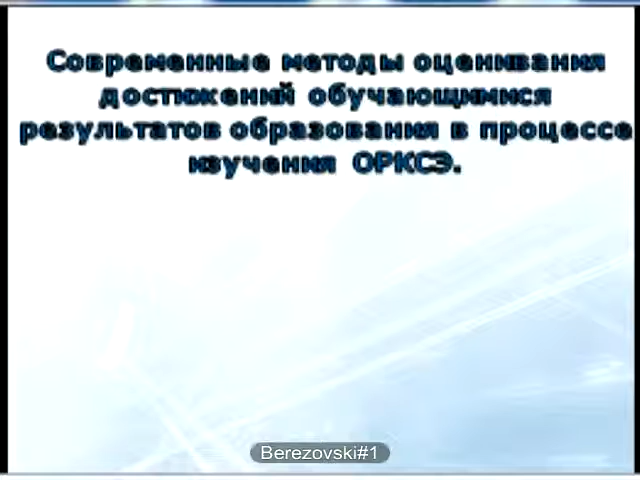 Современные методы оценивания
достижений обучающимися
результатов образования в процессе
изучения ОРКСЭ.
Berezovski#1